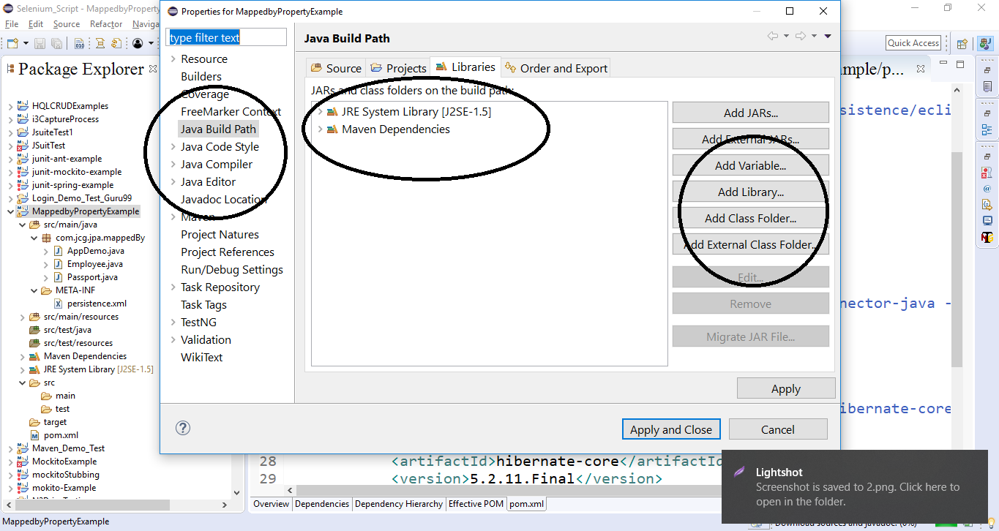 Selenium_Script - MappedbyProperty
File Edit Source Refactor Naviga
Quick Access
Package Explorer
HQLCRUDExamples
i3CaptureProcess
JsuiteTest1
JSuitTest
junit-ant-example
junit-mockito-example
junit-spring-example
Login_Demo_Test_Guru99
MappedbyPropertyExample
src/main/java
com.jcg.jpa.mappedBy
AppDemo.java
Employee.java
Passport.java
META-INF
persistence.xml
src/main/resources
src/test/java
src/test/resources
Maven Dependencies
JRE System Library [J2SE-1.5]
src
main
test
target
pom.xml
Maven_Demo_Test
MockitoExample
mockitoStubbing
mokito-Example
MappedbyPropertyExample
Properties for MappedbyPropertyExample
type filter text
Resource
Builders
Coverage
FreeMarker Context
Java Build Path
Java Code Style
Java Compiler
Java Editor
Javadoc Location
Maven
Project Natures
Project References
Run/Debug Settings
Task Repository
Task Tags
TestNG
Validation
WikiText
Java Build Path
Source Projects Libraries Order and Export
JARs and class folders on the build path:
JRE System Library [J2SE-1.5]
Maven Dependencies
Add JARs...
Add External JARs...
Add Variable...
Add Library...
Add Class Folder...
Add External Class Folder...
Edit...
Remove
Migrate JAR File...
Apply
Apply and Close Cancel
mple/p...
sistence/ecli
nector-java -
hibernate-core
28 <artifactId>hibernate-core</artifactId
29 <version>5.2.11.Final</version>
Overview Dependencies Dependency Hierarchy Effective POM pom.xml
Lightshot
Screenshot is saved to 2.png. Click here to
open in the folder.
Download sources and javadoc: (0%)